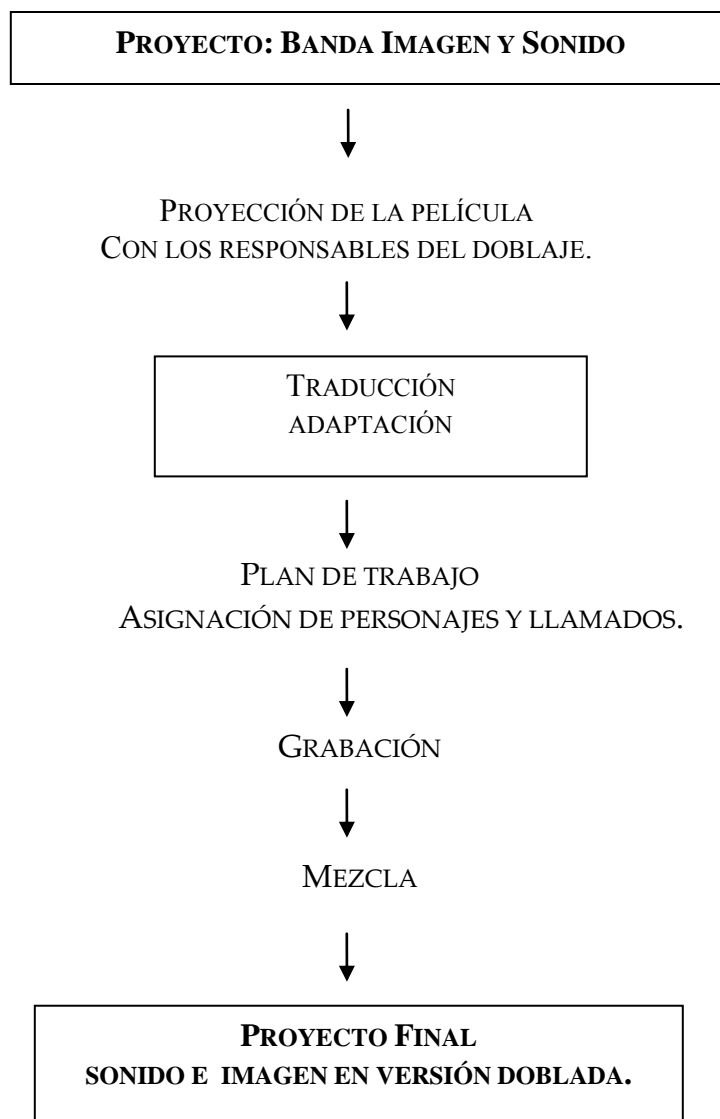 PROYECTO: BANDA IMAGEN Y SONIDO
PROYECCIÓN DE LA PELÍCULA
CON LOS RESPONSABLES DEL DOBLAJE.
TRADUCCIÓN
ADAPTACIÓN
PLAN DE TRABAJO
ASIGNACIÓN DE PERSONAJES Y LLAMADOS.
GRABACIÓN
MEZCLA
PROYECTO FINAL
SONIDO E IMAGEN EN VERSIÓN DOBLADA.